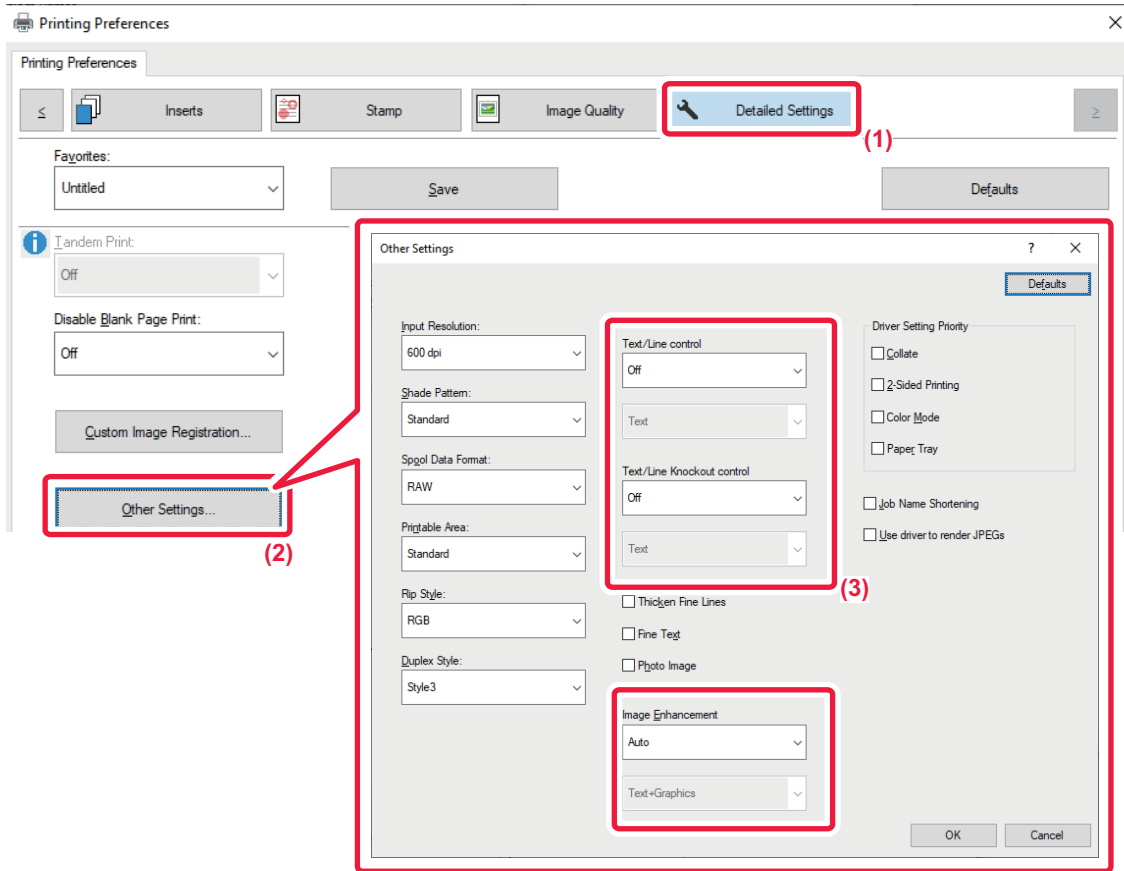 Printing Preferences
Printing Preferences
<
Inserts
Stamp
Image Quality
Detailed Settings
>
(1)
Favorites:
Untitled
Save
Defaults
Tandem Print:
Off
Disable Blank Page Print:
Off
Custom Image Registration...
Other Settings...
(2)
Other Settings
?
Defaults
Input Resolution:
600 dpi
Shade Pattern:
Standard
Spool Data Format:
RAW
Printable Area:
Standard
Rip Style:
RGB
Duplex Style:
Style3
Text/Line control
Off
Text
Text/Line Knockout control
Off
Text
(3)
Thicken Fine Lines
Fine Text
Photo Image
Image Enhancement
Auto
Text+Graphics
Driver Setting Priority
Collate
2-Sided Printing
Color Mode
Paper Tray
Job Name Shortening
Use driver to render JPEGs
OK
Cancel